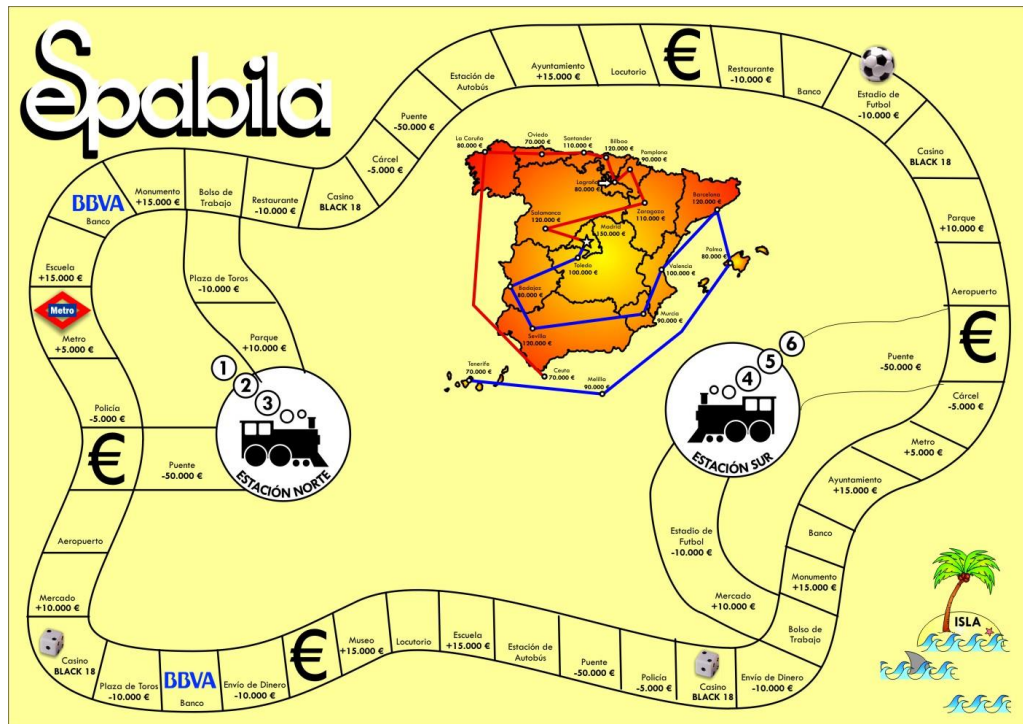 eSpabila
Ayuntamiento
+15.000 €
Locutorio
€
Restaurante
-10.000 €
Banco
Estadio de
Futbol
-10.000 €
Casino
BLACK 18
Parque
+10.000 €
Aeropuerto
€
Cárcel
-5.000 €
Metro
+5.000 €
Ayuntamiento
+15.000 €
Banco
Monumento
+15.000 €
Bolso de
Trabajo
Envío de Dinero
-10.000 €
Casino
BLACK 18
Policía
-5.000 €
Puente
-50.000 €
Estación de
Autobús
Escuela
+15.000 €
Locutorio
Museo
+15.000 €
€
Envío de Dinero
-10.000 €
BBVA
Banco
Plaza de Toros
-10.000 €
Casino
BLACK 18
Mercado
+10.000 €
Aeropuerto
€
Policía
-5.000 €
Metro
Metro
+5.000 €
Escuela
+15.000 €
BBVA
Banco
Monumento
+15.000 €
Bolso de
Trabajo
Restaurante
-10.000 €
Casino
BLACK 18
Cárcel
-5.000 €
Puente
-50.000 €
Estación de
Autobús
Plaza de Toros
-10.000 €
Parque
+10.000 €
Puente
-50.000 €
1
2
3
ESTACIÓN NORTE
La Coruña
80.000 €
Oviedo
70.000 €
Santander
110.000 €
Bilbao
120.000 €
Pamplona
90.000 €
Logroño
80.000 €
Zaragoza
110.000 €
Barcelona
120.000 €
Salamanca
120.000 €
Madrid
150.000 €
Toledo
100.000 €
Valencia
100.000 €
Palma
80.000 €
Badajoz
80.000 €
Murcia
90.000 €
Sevilla
120.000 €
Tenerife
70.000 €
Ceuta
70.000 €
Melilla
90.000 €
4
5
6
ESTACIÓN SUR
Puente
-50.000 €
Estadio de
Futbol
-10.000 €
Mercado
+10.000 €
ISLA